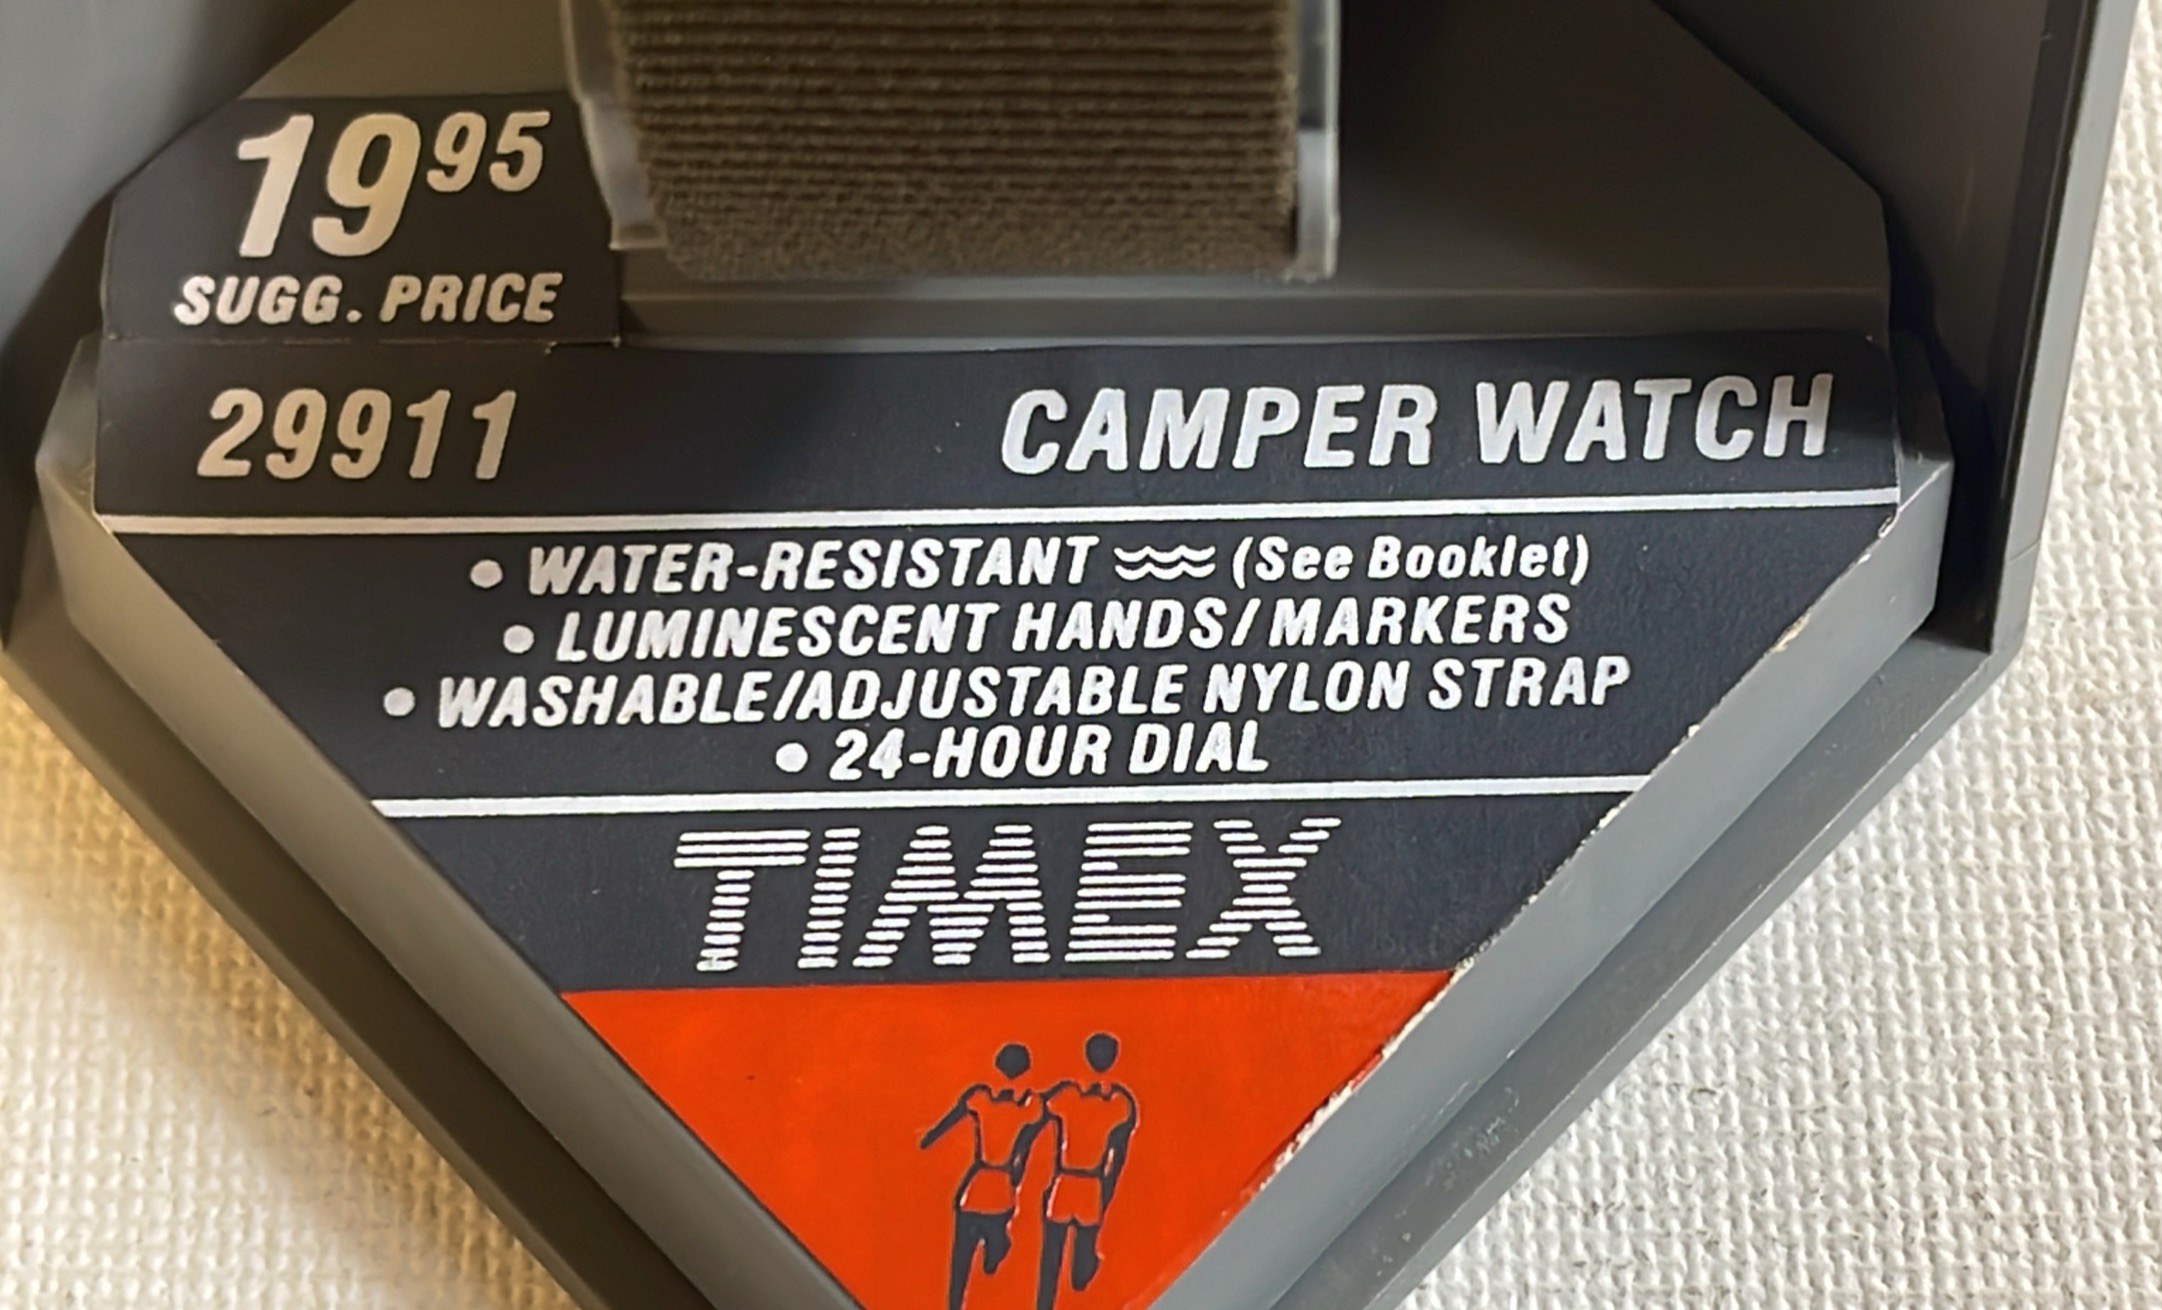 19 95
SUGG. PRICE
29911
CAMPER WATCH
• WATER-RESISTANT (See Booklet)
• LUMINESCENT HANDS/MARKERS
• WASHABLE/ADJUSTABLE NYLON STRAP
• 24-HOUR DIAL
TIMEX